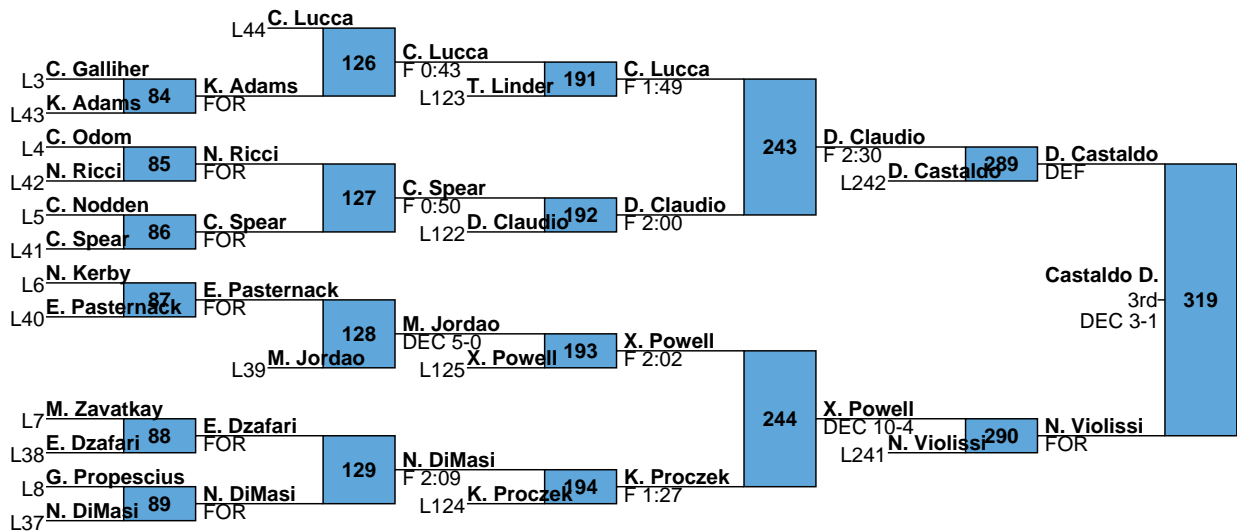 L44 C. Lucca
126
C. Lucca
F 0:43
L3 C. Galliher
84
L43 K. Adams
K. Adams
FOR
191
L123 T. Linder
C. Lucca
F 1:49
L4 C. Odom
85
L42 N. Ricci
N. Ricci
FOR
127
L5 C. Nodden
86
L41 C. Spear
C. Spear
FOR
C. Spear
F 0:50
192
L122 D. Claudio
D. Claudio
F 2:00
243
D. Claudio
F 2:30
289
L242 D. Castaldo
D. Castaldo
DEF
L6 N. Kerby
87
L40 E. Pasternack
E. Pasternack
FOR
128
L39 M. Jordao
M. Jordao
DEC 5-0
193
L125 X. Powell
X. Powell
F 2:02
Castaldo D.
3rd
DEC 3-1
319
L7 M. Zavatkay
88
L38 E. Dzafari
E. Dzafari
FOR
129
L8 G. Propescius
89
L37 N. DiMasi
N. DiMasi
FOR
N. DiMasi
F 2:09
194
L124 K. Proczek
K. Proczek
F 1:27
244
X. Powell
DEC 10-4
290
L241 N. Violissi
N. Violissi
FOR